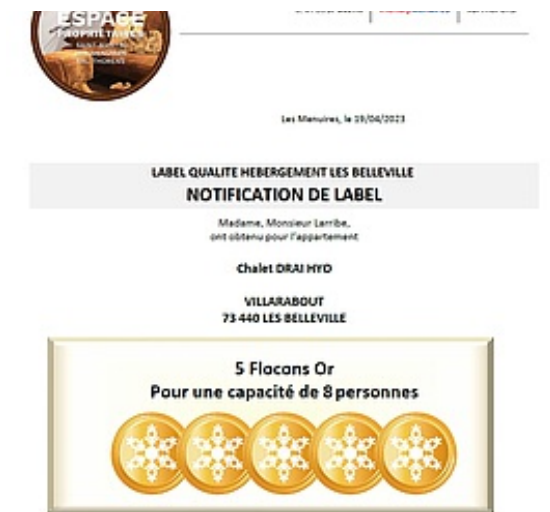 ESPACE
PROPRIÉTAIRES
Les Menuires, le 19/04/2023
LABEL QUALITE HEBERGEMENT LES BELLEVILLE
NOTIFICATION DE LABEL
Madame, Monsieur Larribe,
ont obtenu pour l'appartement
Chalet DRAI HYO
VILLARABOUT
73 440 LES BELLEVILLE
5 Flocons Or
Pour une capacité de 8 personnes